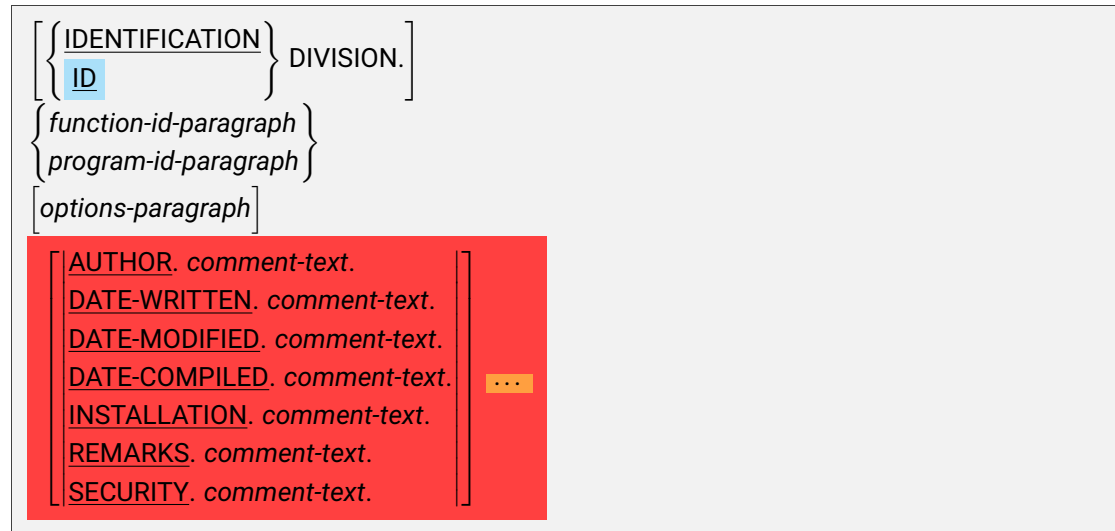 IDENTIFICATION
ID
DIVISION.
function-id-paragraph
program-id-paragraph
options-paragraph
AUTHOR. comment-text.
DATE-WRITTEN. comment-text.
DATE-MODIFIED. comment-text.
DATE-COMPILED. comment-text.
...
INSTALLATION. comment-text.
REMARKS. comment-text.
SECURITY. comment-text.